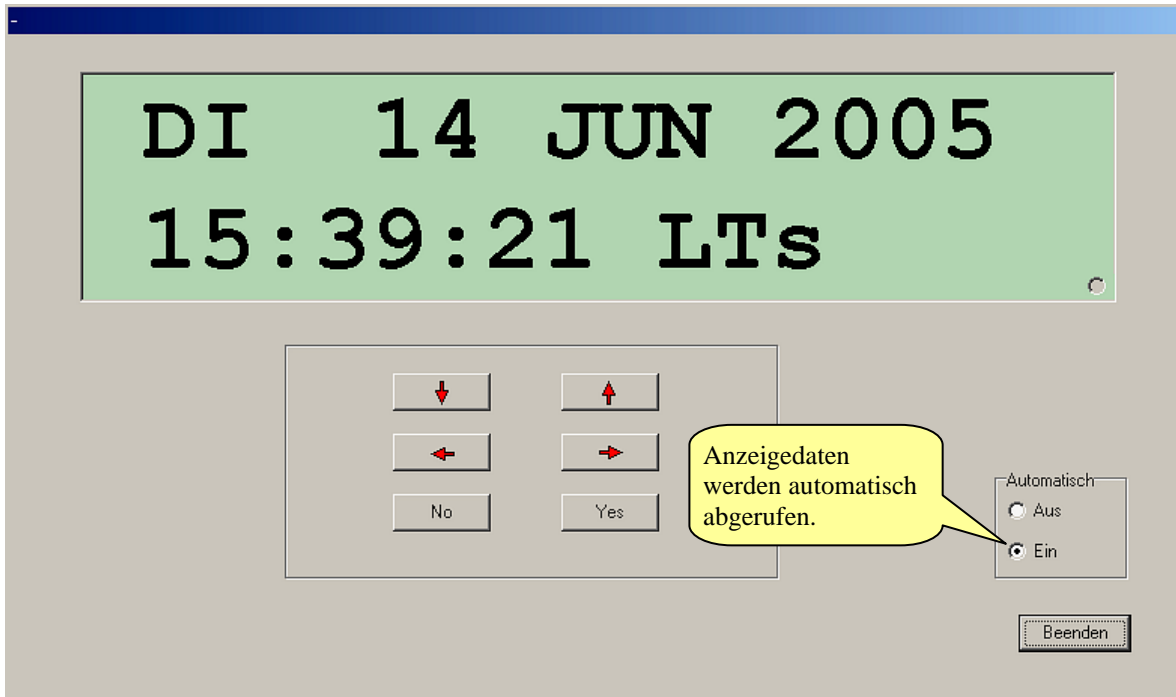 -
DI  14 JUN 2005
15:39:21 LTs
No
Yes
Anzeigedaten
werden automatisch
abgerufen.
Automatisch
Aus
Ein
Beenden